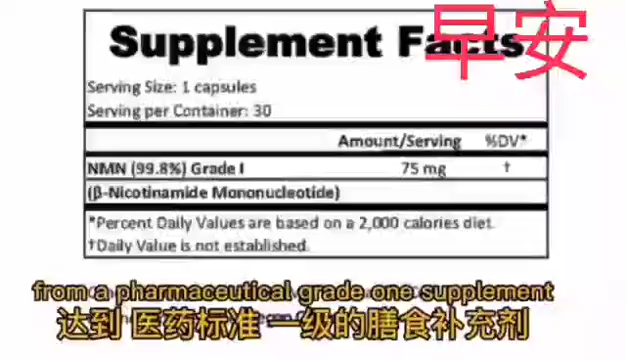 早安
Supplement Facts
Serving Size: 1 capsules
Serving per Container: 30
Amount/Serving %DV*
NMN (99.8%) Grade I 75 mg †
(β-Nicotinamide Mononucleotide)
*Percent Daily Values are based on a 2,000 calories diet.
†Daily Value is not established.
from a pharmaceutical grade one supplement
达到 医药标准 一级的膳食补充剂